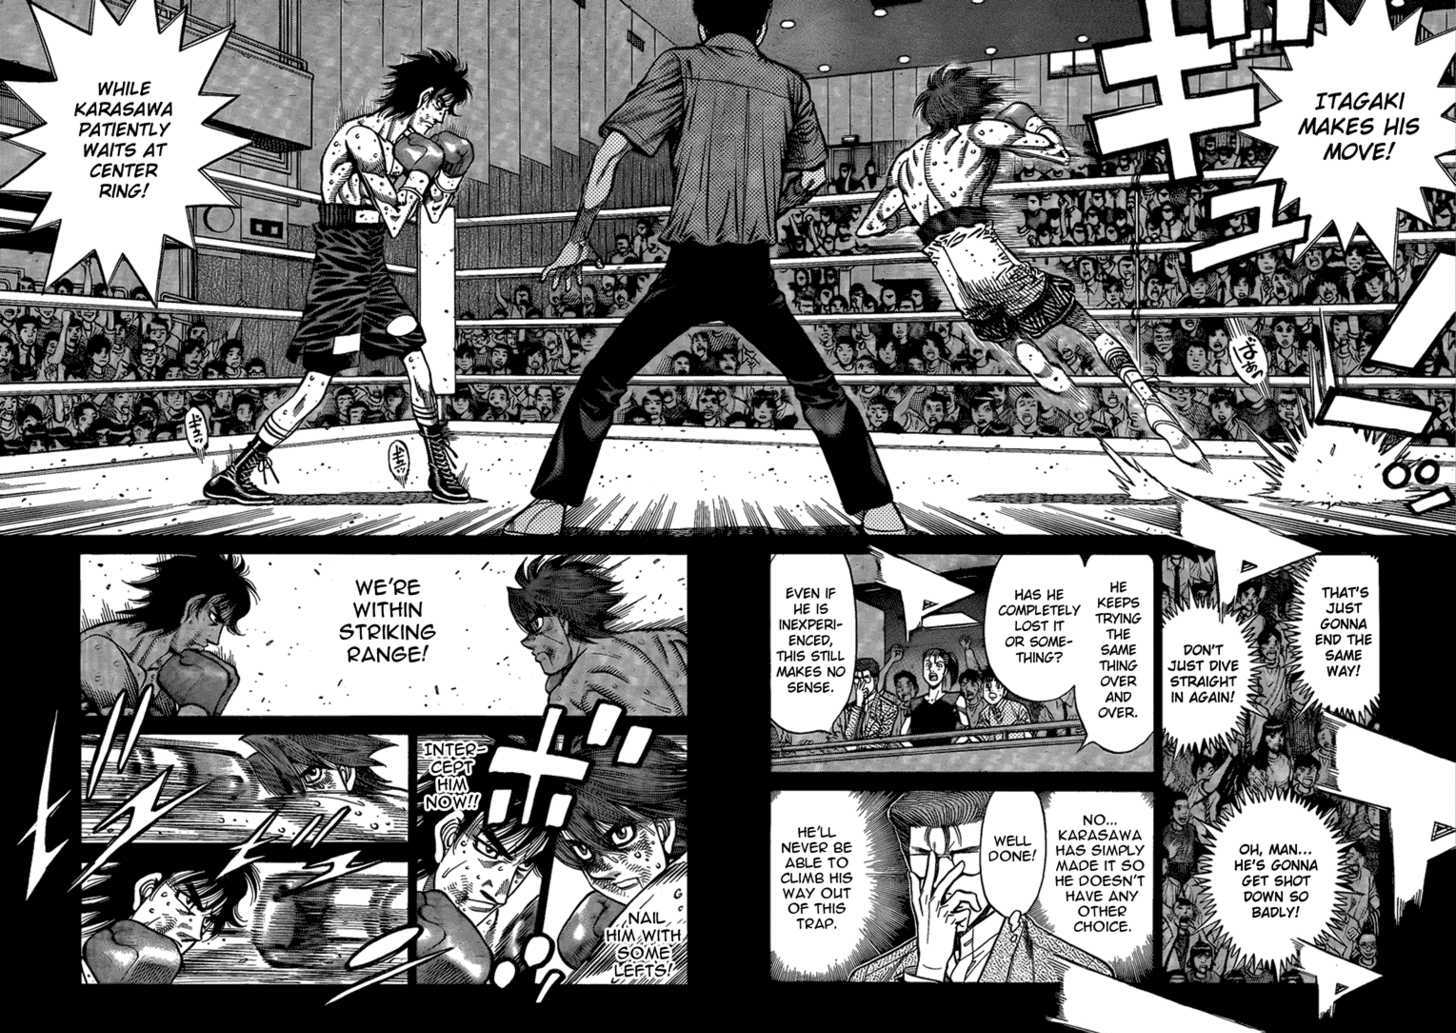 ITAGAKI
MAKES HIS
MOVE!
ギュ
WHILE
KARASAWA
PATIENTLY
WAITS AT
CENTER
RING!
THAT'S
JUST
GONNA
END THE
SAME
WAY!
DON'T
JUST DIVE
STRAIGHT
IN AGAIN!
OH, MAN...
HE'S GONNA
GET SHOT
DOWN SO
BADLY!
HE
KEEPS
TRYING
THE
SAME
THING
OVER
AND
OVER.
HAS HE
COMPLETELY
LOST IT
OR SOME-
THING?
EVEN IF
HE IS
INEXPERI-
ENCED,
THIS STILL
MAKES NO
SENSE.
NO...
KARASAWA
HAS SIMPLY
MADE IT SO
HE DOESN'T
HAVE ANY
OTHER
CHOICE.
WELL
DONE!
HE'LL
NEVER BE
ABLE TO
CLIMB HIS
WAY OUT
OF THIS
TRAP.
WE'RE
WITHIN
STRIKING
RANGE!
INTER-
CEPT
HIM
NOW!!
NAIL
HIM WITH
SOME
LEFTS!